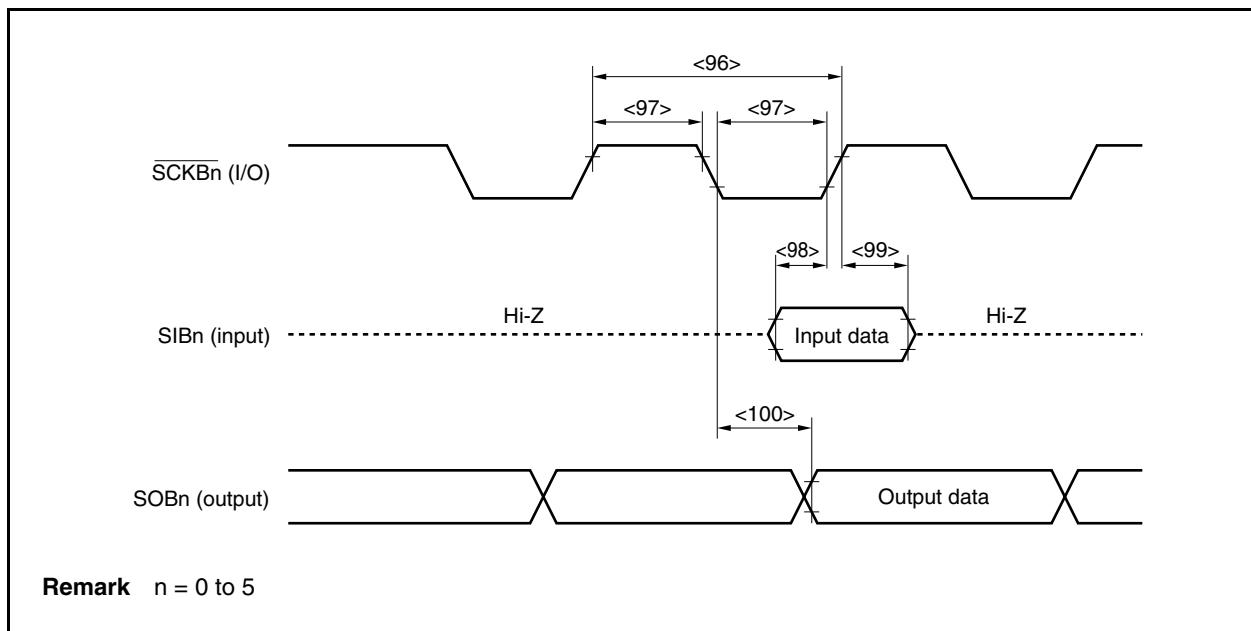 <96>
<97> <97>
SCKBn (I/O)
<98> <99>
Hi-Z Hi-Z
SIBn (input) Input data
<100>
SOBn (output) Output data
Remark n = 0 to 5